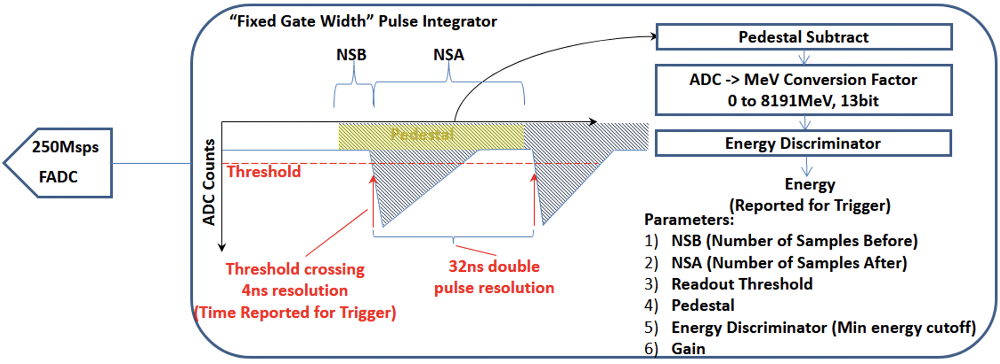 “Fixed Gate Width” Pulse Integrator
NSB
NSA
250Msps
FADC
ADC Counts
Pedestal
Threshold
Threshold crossing
4ns resolution
(Time Reported for Trigger)
32ns double
pulse resolution
Pedestal Subtract
ADC -> MeV Conversion Factor
0 to 8191MeV, 13bit
Energy Discriminator
Energy
(Reported for Trigger)
Parameters:
1) NSB (Number of Samples Before)
2) NSA (Number of Samples After)
3) Readout Threshold
4) Pedestal
5) Energy Discriminator (Min energy cutoff)
6) Gain